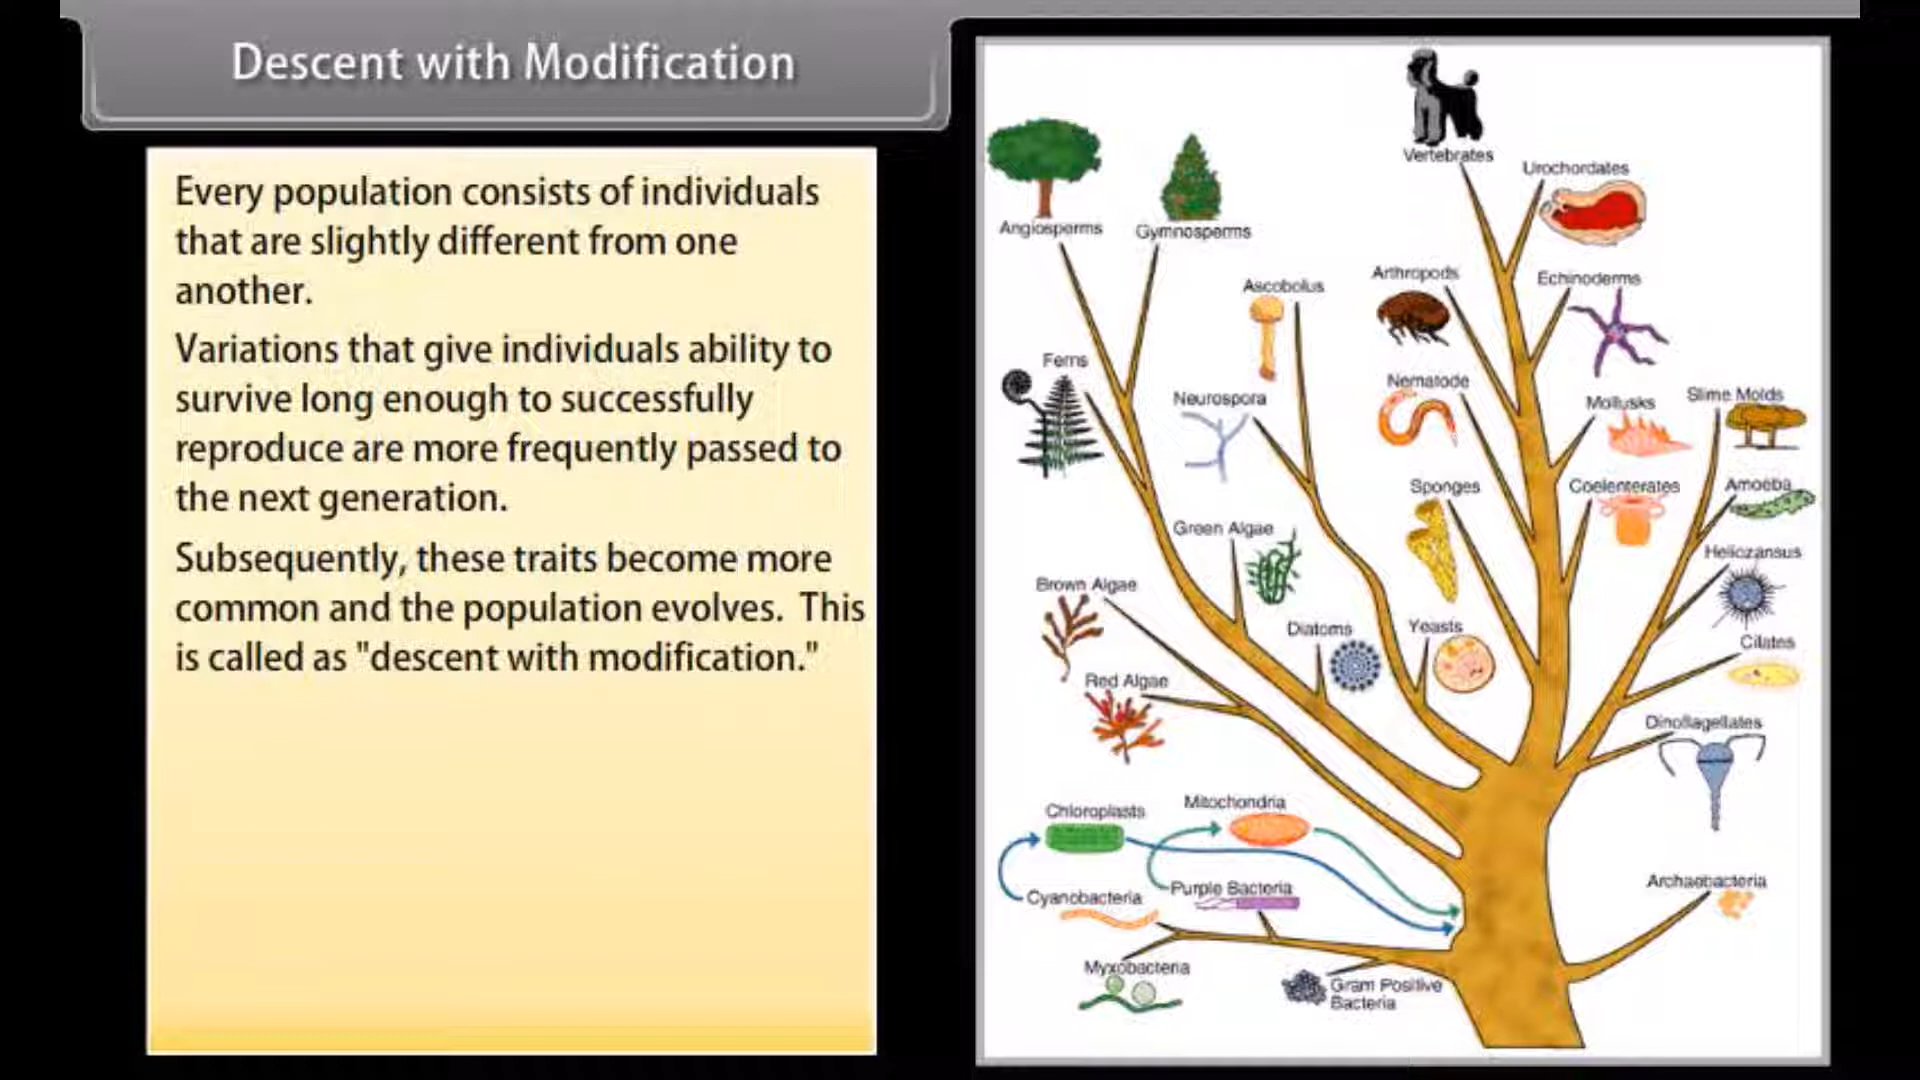 Descent with Modification
Every population consists of individuals
that are slightly different from one
another.
Variations that give individuals ability to
survive long enough to successfully
reproduce are more frequently passed to
the next generation.
Subsequently, these traits become more
common and the population evolves. This
is called as "descent with modification."
Vertebrates
Urochordates
Angiosperms
Gymnosperms
Ascobolus
Arthropods
Echinoderms
Ferns
Neurospora
Nematode
Mollusks
Slime Molds
Sponges
Coelenterates
Amoeba
Green Algae
Heliozansus
Brown Algae
Diatoms
Yeasts
Ciliates
Red Algae
Dinoflagellates
Chloroplasts
Mitochondria
Cyanobacteria
Purple Bacteria
Archaebacteria
Myxobacteria
Gram Positive
Bacteria